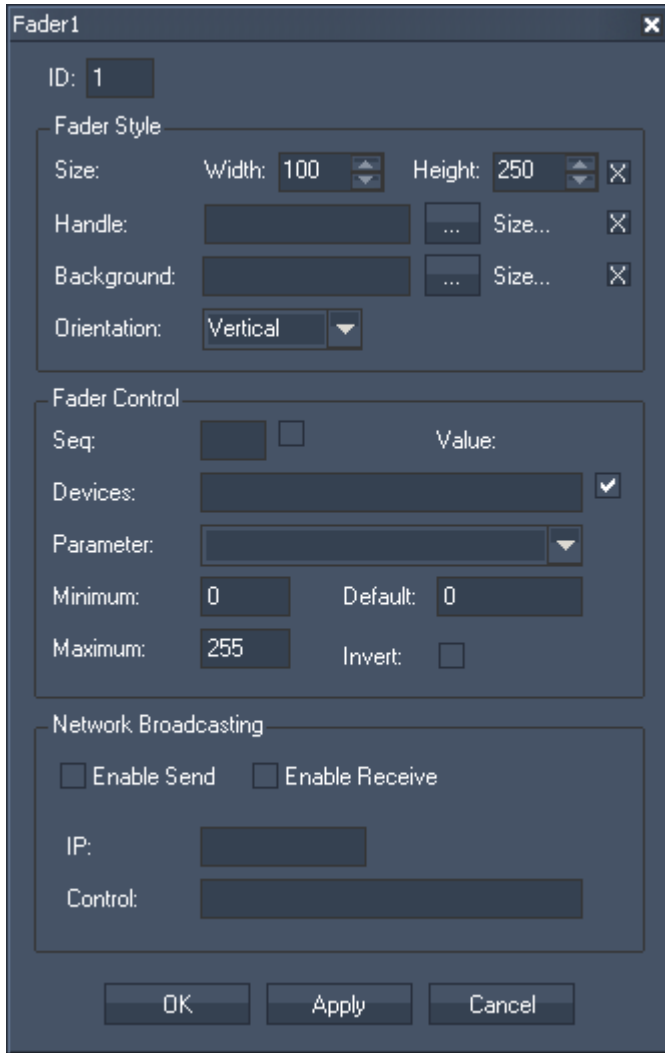 Fader1
ID: 1
Fader Style
Size: Width: 100 Height: 250 X
Handle: ... Size... X
Background: ... Size... X
Orientation: Vertical
Fader Control
Seq: Value:
Devices:
Parameter:
Minimum: 0 Default: 0
Maximum: 255 Invert:
Network Broadcasting
Enable Send Enable Receive
IP:
Control:
OK Apply Cancel